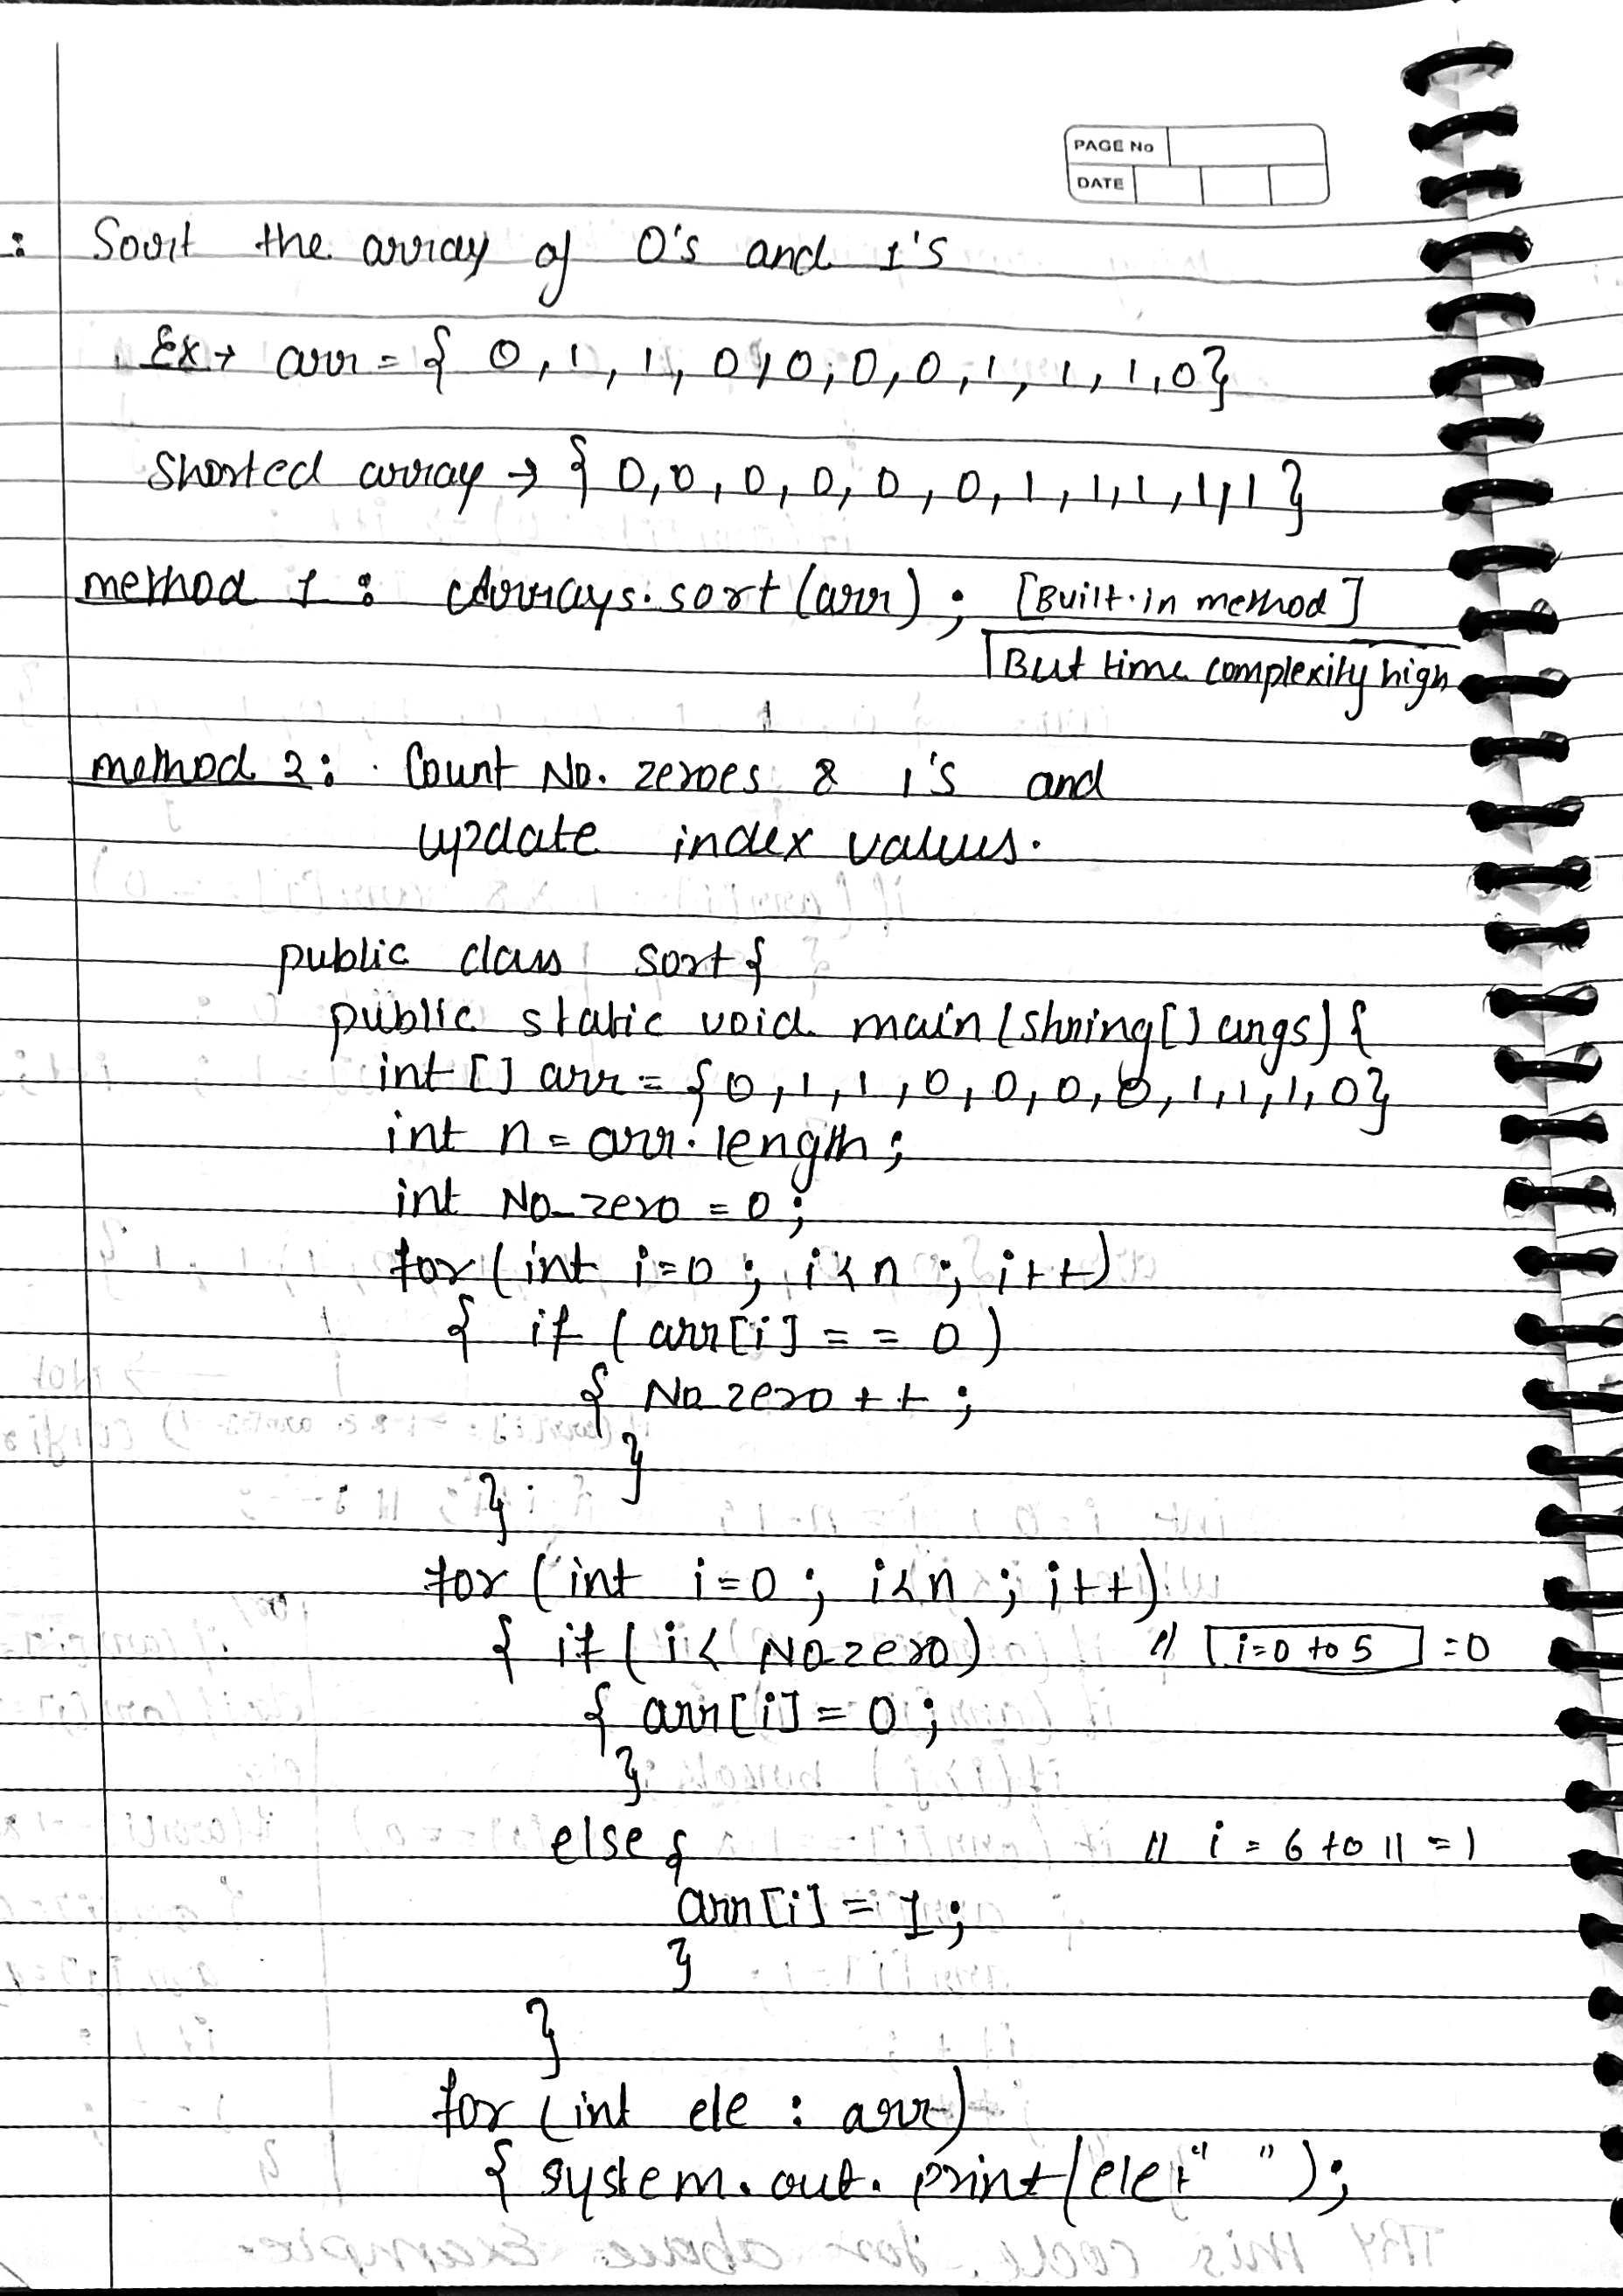 PAGE No
DATE
: Sort the array of 0's and 1's
Ex→ arr = { 0, 1, 1, 0, 0, 0, 0, 1, 1, 1, 0}
Shorted array → { 0, 0, 0, 0, 0, 0, 1, 1, 1, 1, 1 }
method 1 : Arrays.sort(arr) ; [Built-in method]
But time complexity high
method 2 : Count No. zeroes & 1's and
update index values.
public class sort {
public static void main (string[] args) {
int [] arr = {0, 1, 1, 0, 0, 0, 0, 1, 1, 1, 0}
int n = arr.length ;
int No_zero = 0 ;
for ( int i=0 ; i<n ; i++)
{ if ( arr[i] == 0 )
{ No_zero ++ ;
}
}
for ( int i=0 ; i<n ; i++)
{ if ( i < No_zero) // i=0 to 5 =0
{ arr[i] = 0 ;
}
else { // i = 6 to 11 = 1
arr[i] = 1 ;
}
}
for (int ele : arr)
{ system.out.print(ele+" ");